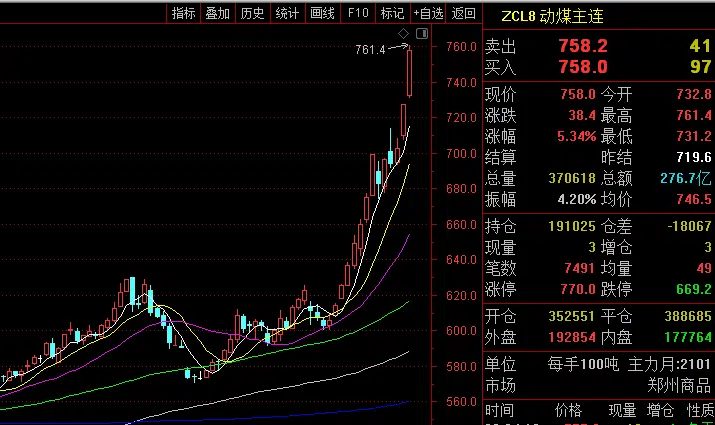 指标 叠加 历史 统计 画线 F10 标记 +自选 返回
761.4
760.0
740.0
720.0
700.0
680.0
660.0
640.0
620.0
600.0
580.0
560.0
ZCL8 动煤主连
卖出 758.2 41
买入 758.0 97
现价 758.0 今开 732.8
涨跌 38.4 最高 761.4
涨幅 5.34% 最低 731.2
结算 昨结 719.6
总量 370618 总额 276.7亿
振幅 4.20% 均价 746.5
持仓 191025 仓差 -18067
现量 3 增仓 3
笔数 7491 均量 49
涨停 770.0 跌停 669.2
开仓 352551 平仓 388685
外盘 192854 内盘 177764
单位 每手100吨 主力月:2101
市场 郑州商品
时间 价格 现量 增仓 性质